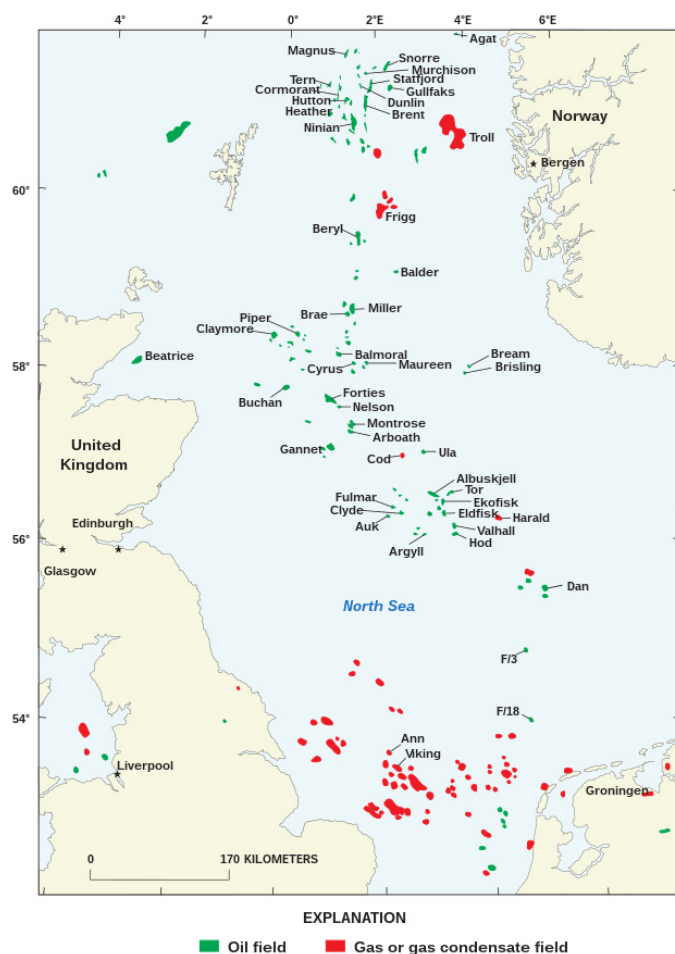 4°
2°
0°
2°
4°
6°
Agat
Magnus
Snorre
Murchison
Tern
Statfjord
Cormorant
Gullfaks
Hutton
Dunlin
Heather
Brent
Ninian
Norway
Troll
Bergen
60°
Frigg
Beryl
Balder
Miller
Brae
Piper
Claymore
Beatrice
Balmoral
Bream
58°
Cyrus
Maureen
Brisling
Buchan
Forties
Nelson
Montrose
Arboath
United
Kingdom
Gannet
Cod
Ula
Albuskjell
Tor
Fulmar
Ekofisk
Clyde
Eldfisk
Harald
Edinburgh
Auk
Valhall
56°
Argyll
Hod
Glasgow
Dan
North Sea
F/3
F/18
54°
Ann
Viking
Liverpool
Groningen
0
170 KILOMETERS
EXPLANATION
Oil field
Gas or gas condensate field